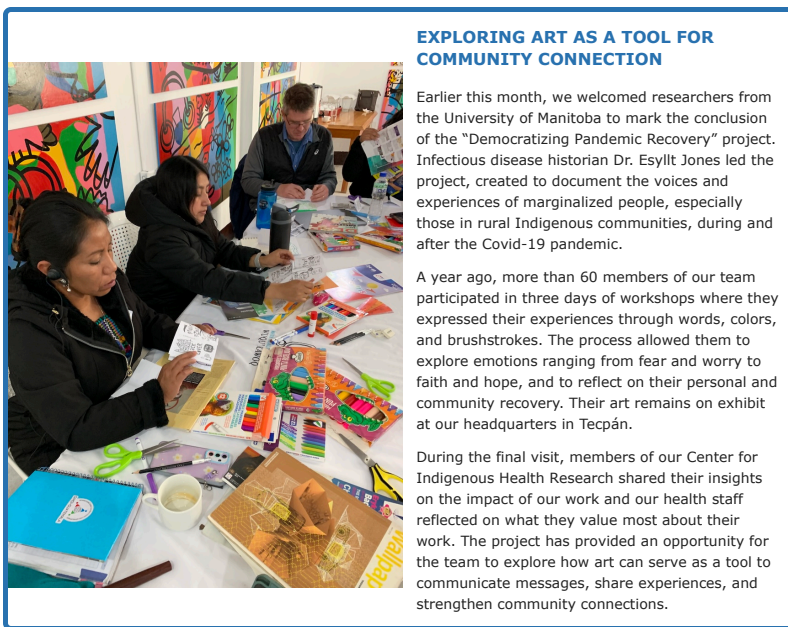 EXPLORING ART AS A TOOL FOR
COMMUNITY CONNECTION
Earlier this month, we welcomed researchers from
the University of Manitoba to mark the conclusion
of the “Democratizing Pandemic Recovery” project.
Infectious disease historian Dr. Esyllt Jones led the
project, created to document the voices and
experiences of marginalized people, especially
those in rural Indigenous communities, during and
after the Covid-19 pandemic.
A year ago, more than 60 members of our team
participated in three days of workshops where they
expressed their experiences through words, colors,
and brushstrokes. The process allowed them to
explore emotions ranging from fear and worry to
faith and hope, and to reflect on their personal and
community recovery. Their art remains on exhibit
at our headquarters in Tecpán.
During the final visit, members of our Center for
Indigenous Health Research shared their insights
on the impact of our work and our health staff
reflected on what they value most about their
work. The project has provided an opportunity for
the team to explore how art can serve as a tool to
communicate messages, share experiences, and
strengthen community connections.
wallpap